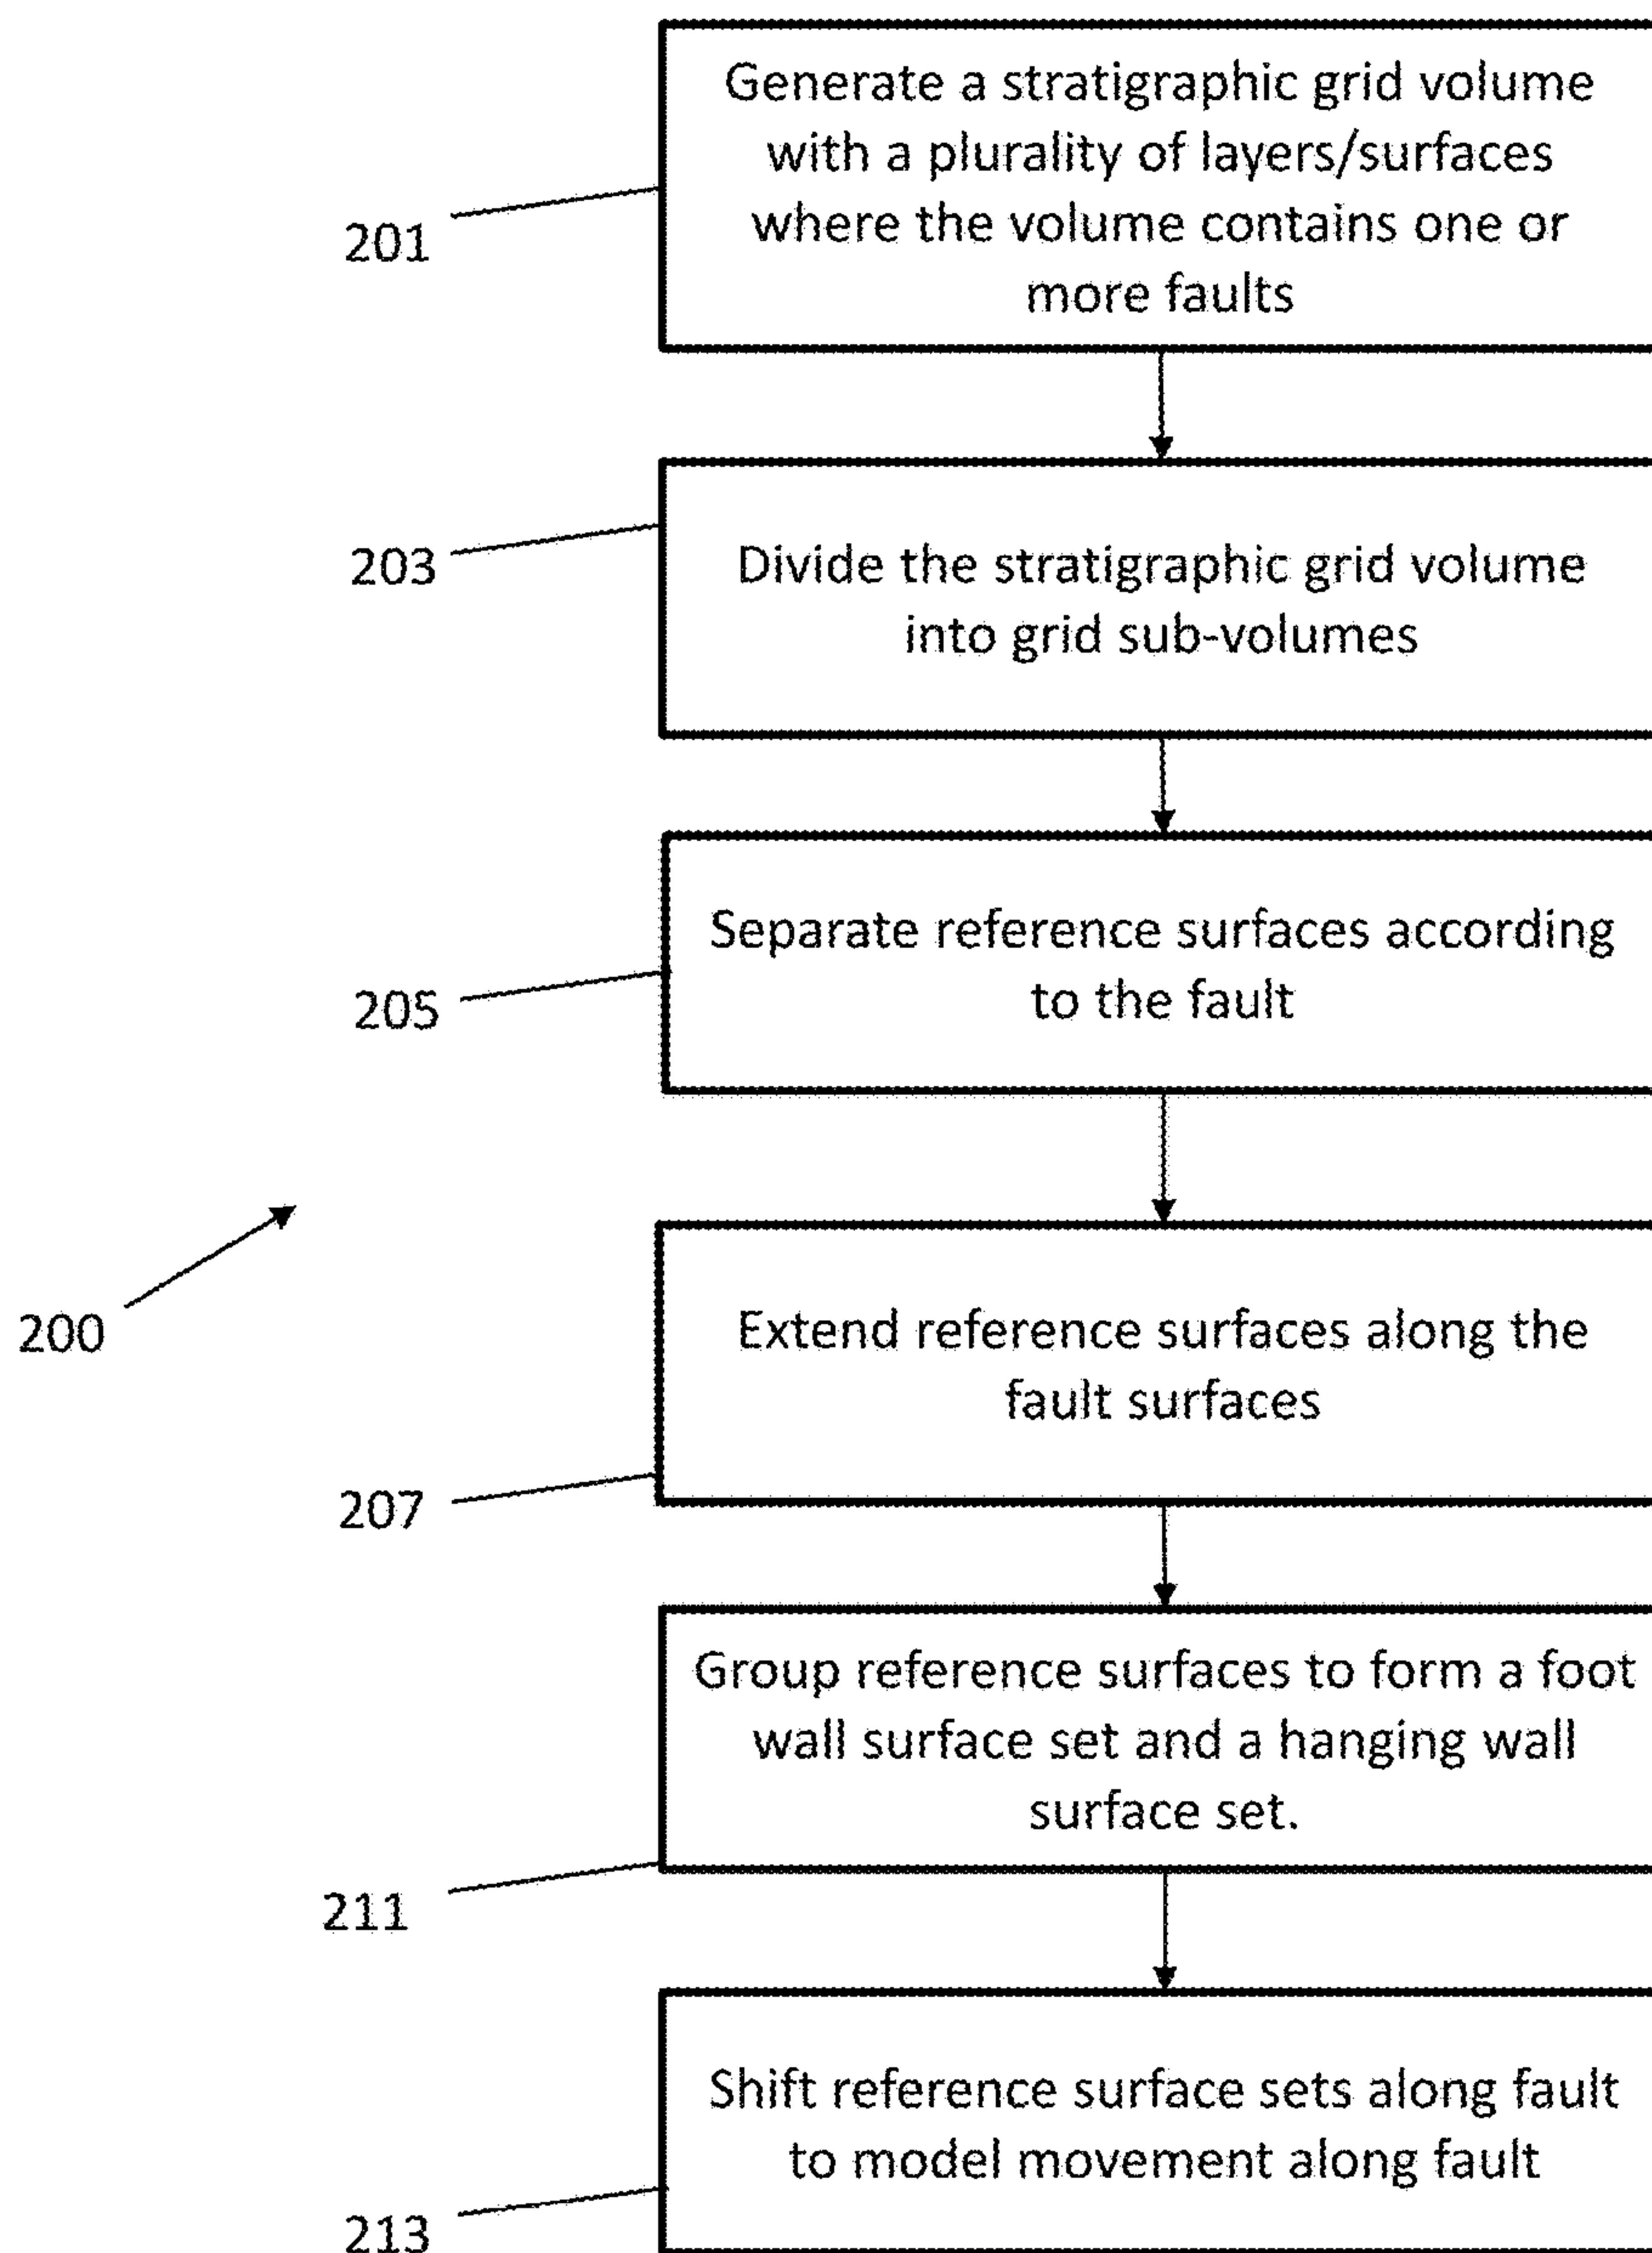 Generate a stratigraphic grid volume
with a plurality of layers/surfaces
where the volume contains one or
more faults
201
Divide the stratigraphic grid volume
into grid sub-volumes
203
Separate reference surfaces according
to the fault
205
200
Extend reference surfaces along the
fault surfaces
207
Group reference surfaces to form a foot
wall surface set and a hanging wall
surface set.
211
Shift reference surface sets along fault
to model movement along fault
213